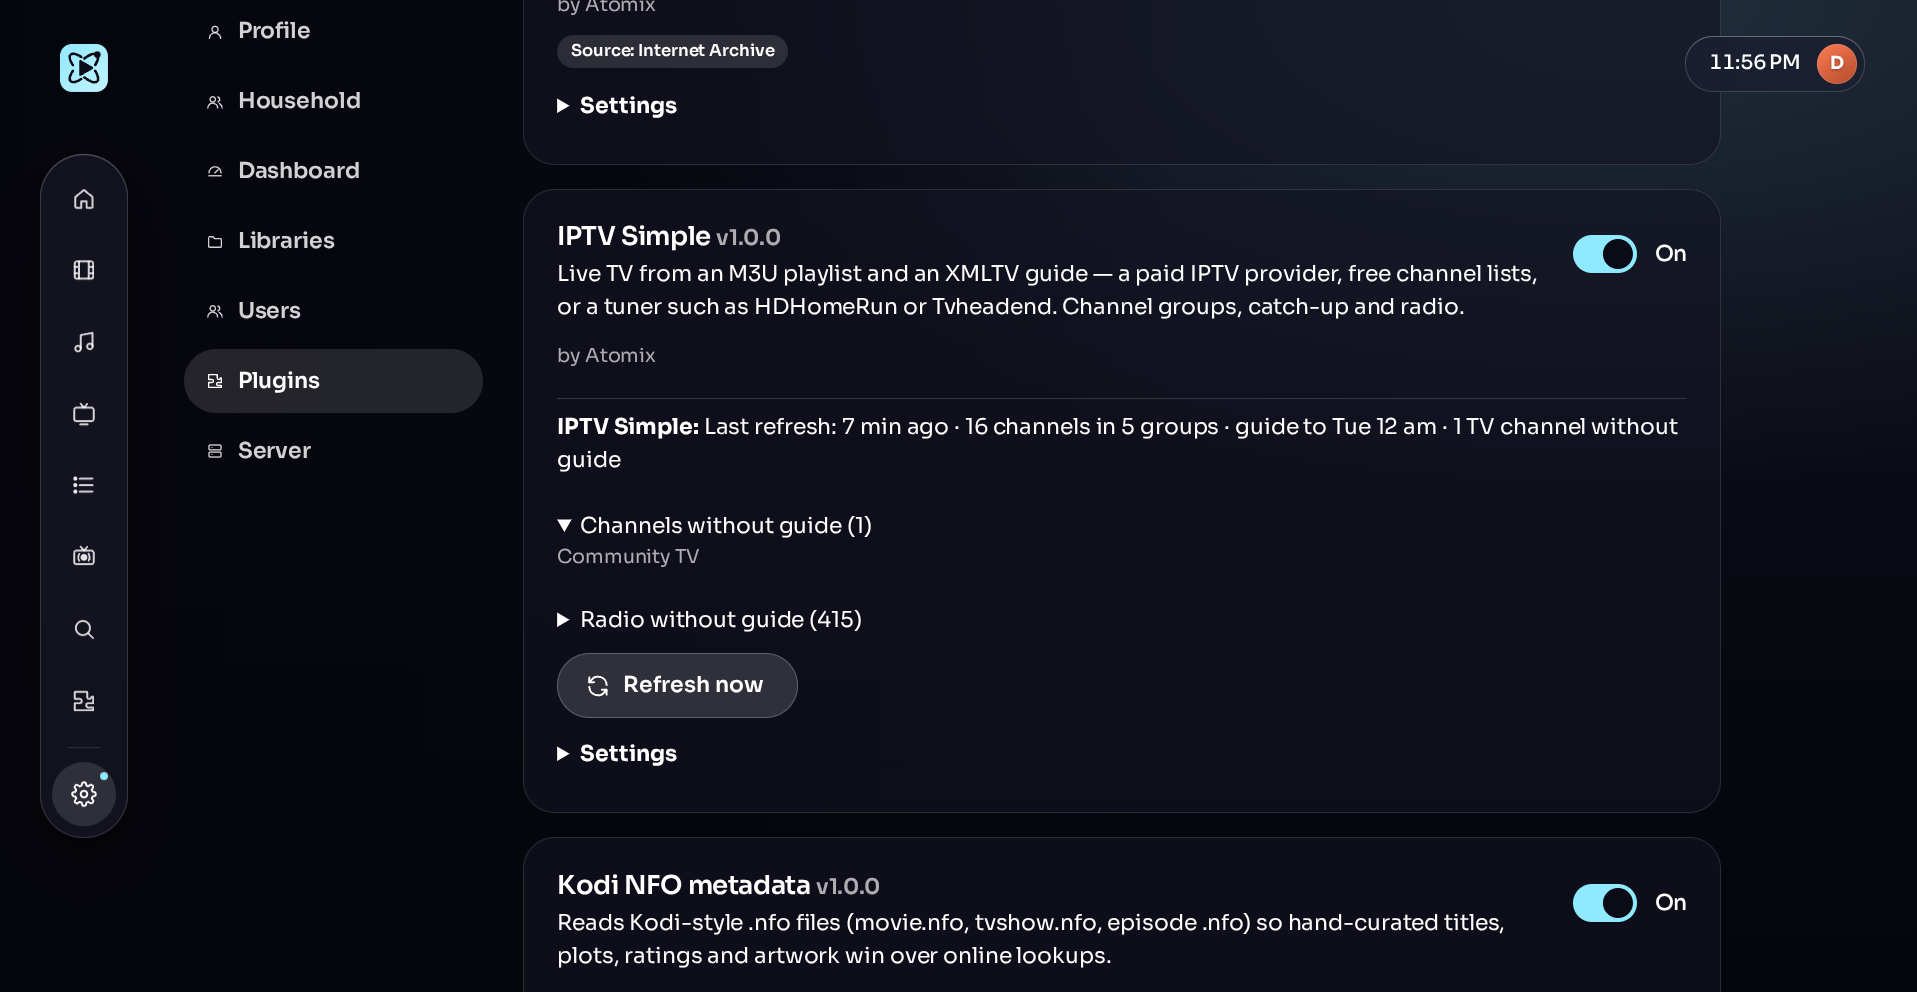 Profile
Household
Dashboard
Libraries
Users
Plugins
Server
by Atomix
Source: Internet Archive
Settings
11:56 PM
D
IPTV Simple v1.0.0
On
Live TV from an M3U playlist and an XMLTV guide — a paid IPTV provider, free channel lists,
or a tuner such as HDHomeRun or Tvheadend. Channel groups, catch-up and radio.
by Atomix
IPTV Simple: Last refresh: 7 min ago · 16 channels in 5 groups · guide to Tue 12 am · 1 TV channel without
guide
Channels without guide (1)
Community TV
Radio without guide (415)
Refresh now
Settings
Kodi NFO metadata v1.0.0
On
Reads Kodi-style .nfo files (movie.nfo, tvshow.nfo, episode .nfo) so hand-curated titles,
plots, ratings and artwork win over online lookups.